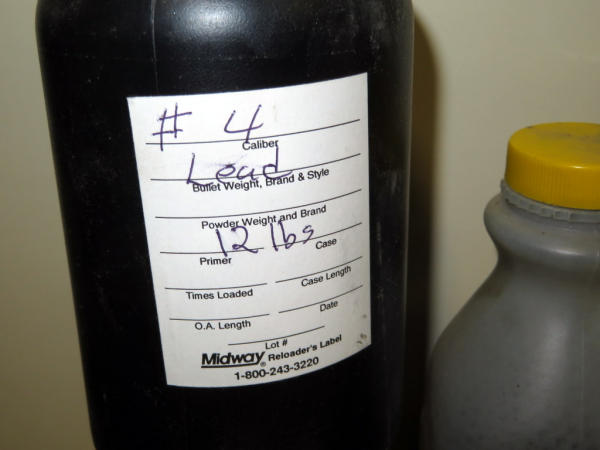 # 4
Caliber
Lead
Bullet Weight, Brand & Style
Powder Weight and Brand
12 lbs
Primer Case
Times Loaded Case Length
O.A. Length Date
Lot #
Midway® Reloader's Label
1-800-243-3220